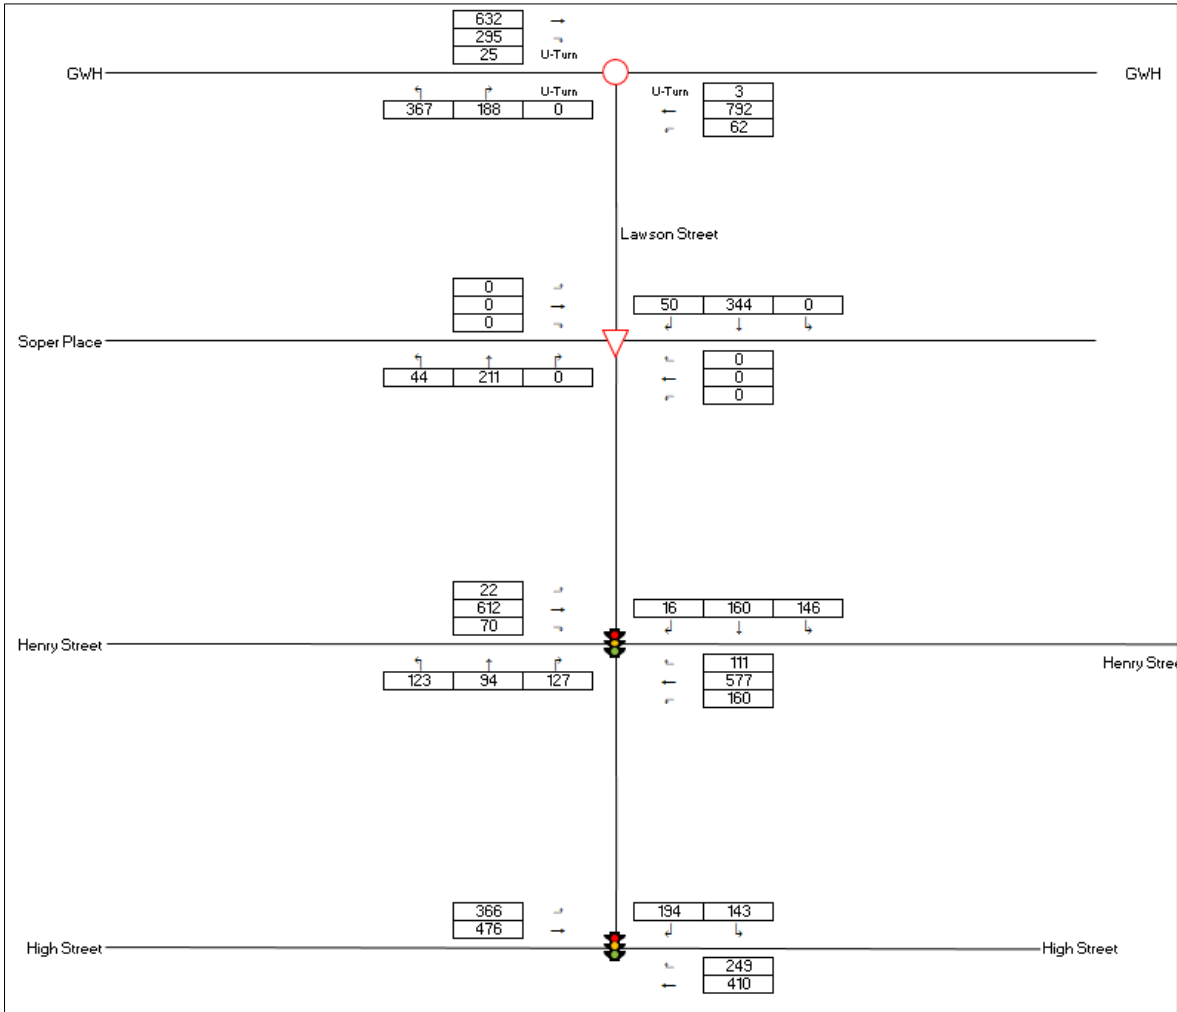 632
295
25 U-Turn
GWH GWH
U-Turn U-Turn 3
367 188 0 792
62
Lawson Street
0
0 50 344 0
0
Soper Place
0
44 211 0 0
0
22
612 16 160 146
70
Henry Street
111 Henry Stree
123 94 127 577
160
366 194 143
476
High Street High Street
249
410